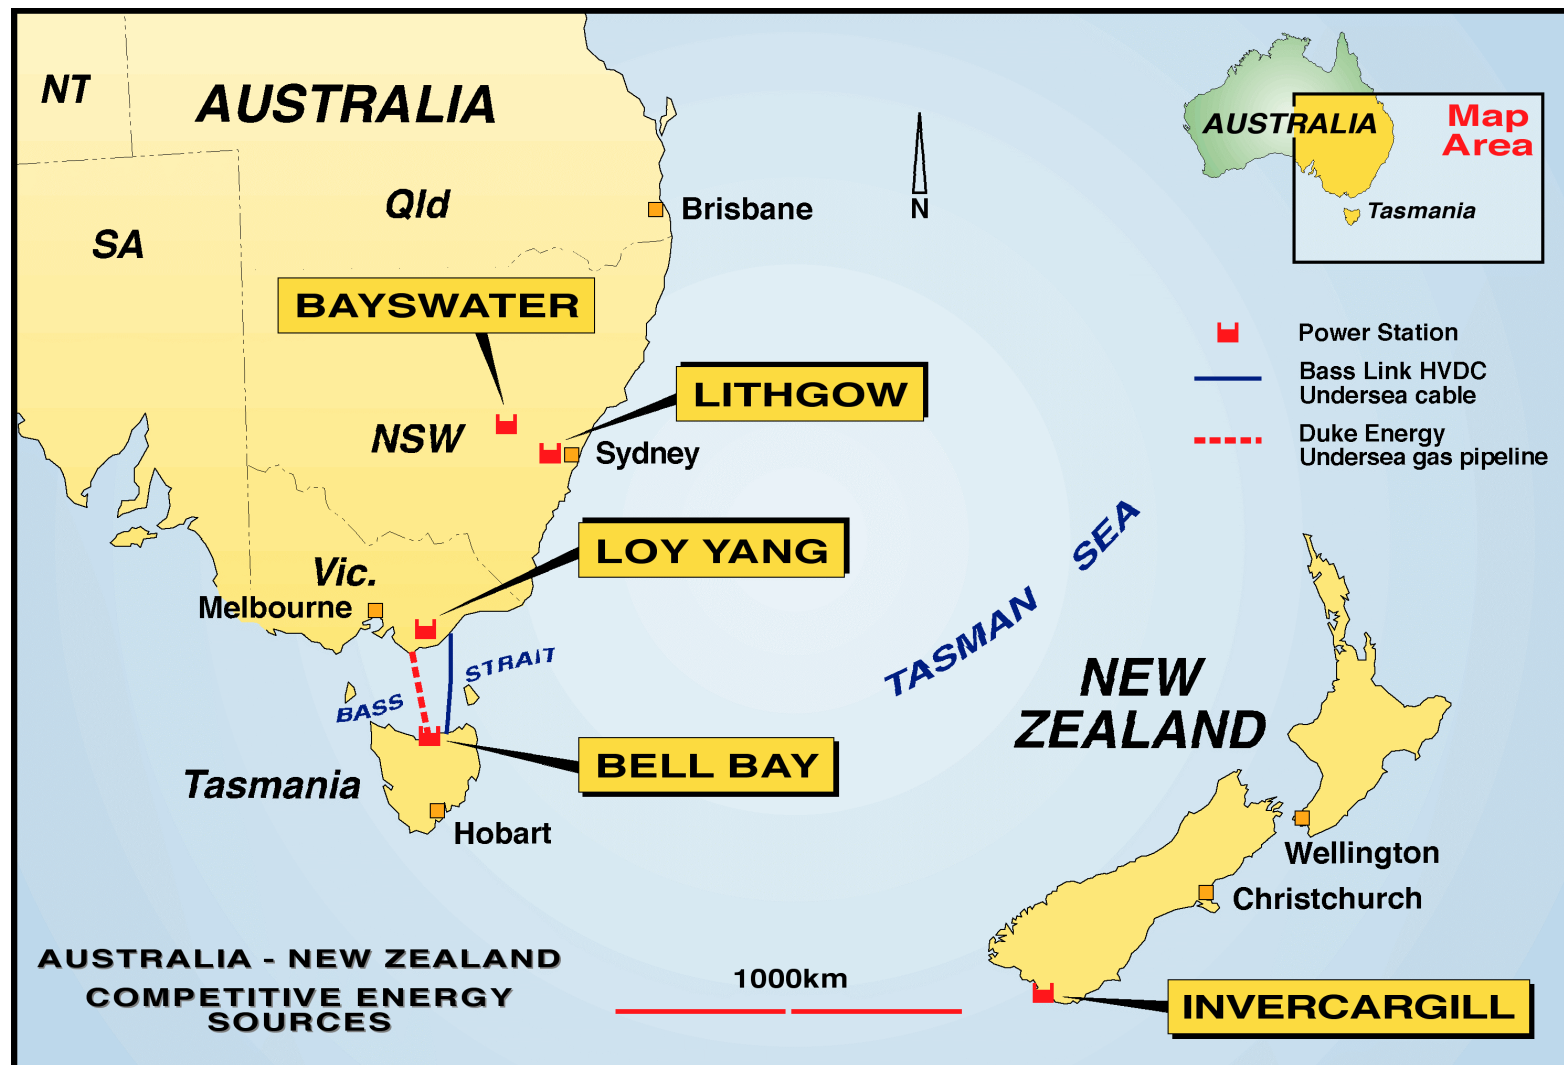 NT
AUSTRALIA
Qld
SA
Brisbane
N
AUSTRALIA
Map
Area
Tasmania
BAYSWATER
LITHGOW
NSW
Sydney
Power Station
Bass Link HVDC
Undersea cable
Duke Energy
Undersea gas pipeline
LOY YANG
Vic.
Melbourne
BASS STRAIT
TASMAN SEA
NEW
ZEALAND
BELL BAY
Tasmania
Hobart
Wellington
Christchurch
INVERCARGILL
AUSTRALIA - NEW ZEALAND
COMPETITIVE ENERGY
SOURCES
1000km